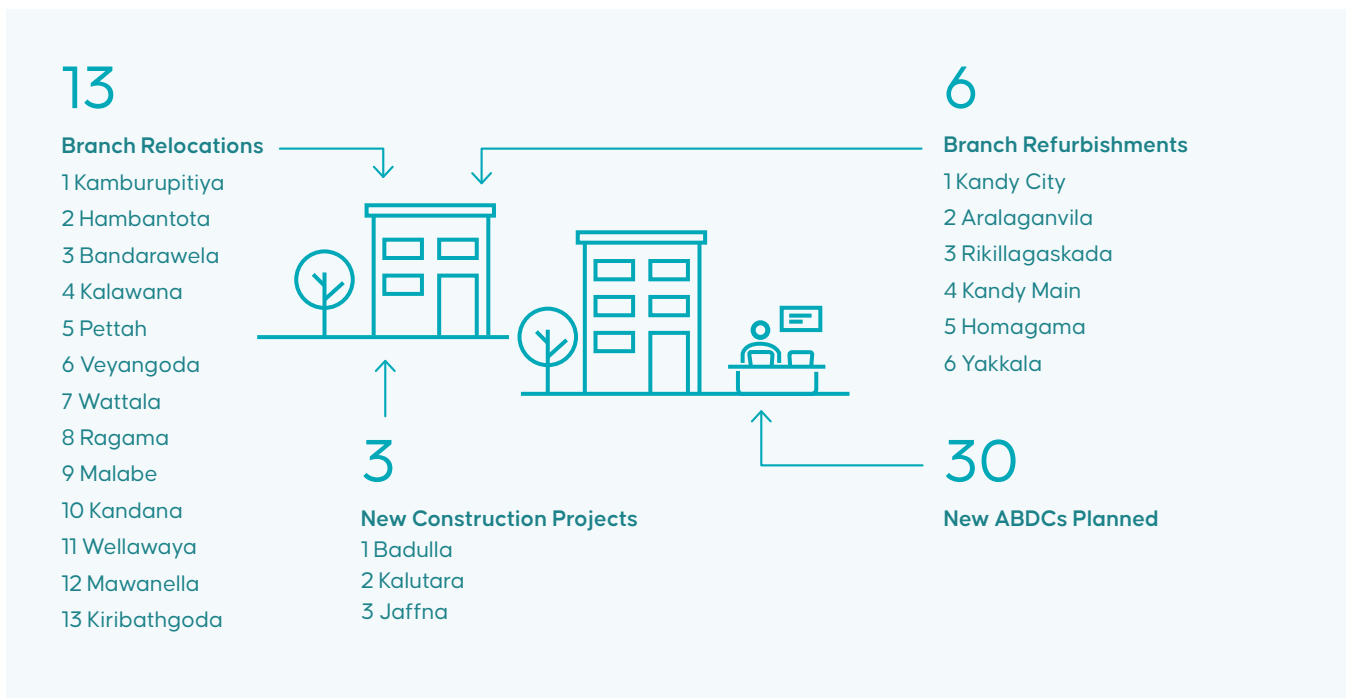 13
Branch Relocations
1 Kamburupitiya
2 Hambantota
3 Bandarawela
4 Kalawana
5 Pettah
6 Veyangoda
7 Wattala
8 Ragama
9 Malabe
10 Kandana
11 Wellawaya
12 Mawanella
13 Kiribathgoda
3
New Construction Projects
1 Badulla
2 Kalutara
3 Jaffna
6
Branch Refurbishments
1 Kandy City
2 Aralaganvila
3 Rikillagaskada
4 Kandy Main
5 Homagama
6 Yakkala
30
New ABDCs Planned